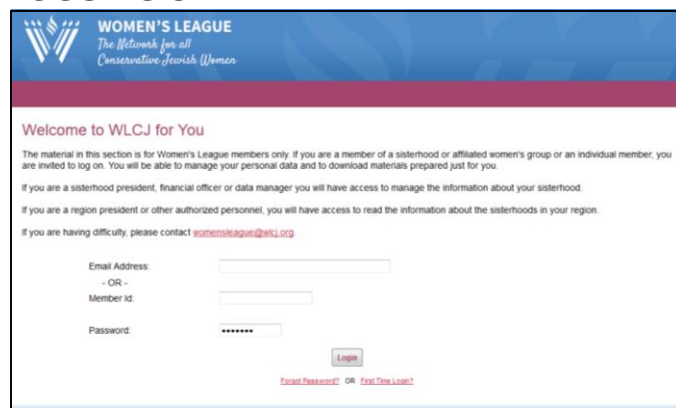 WOMEN'S LEAGUE
The Network for all
Conservative Jewish Women
Welcome to WLCJ for You
The material in this section is for Women's League members only. If you are a member of a sisterhood or affiliated women's group or an individual member, you
are invited to log on. You will be able to manage your personal data and to download materials prepared just for you.
If you are a sisterhood president, financial officer or data manager you will have access to manage the information about your sisterhood.
If you are a region president or other authorized personnel, you will have access to read the information about the sisterhoods in your region.
If you are having difficulty, please contact womensleague@wlcj.org.
Email Address:
- OR -
Member Id:
Password: •••••••
Login
Forgot Password? OR First Time Login?